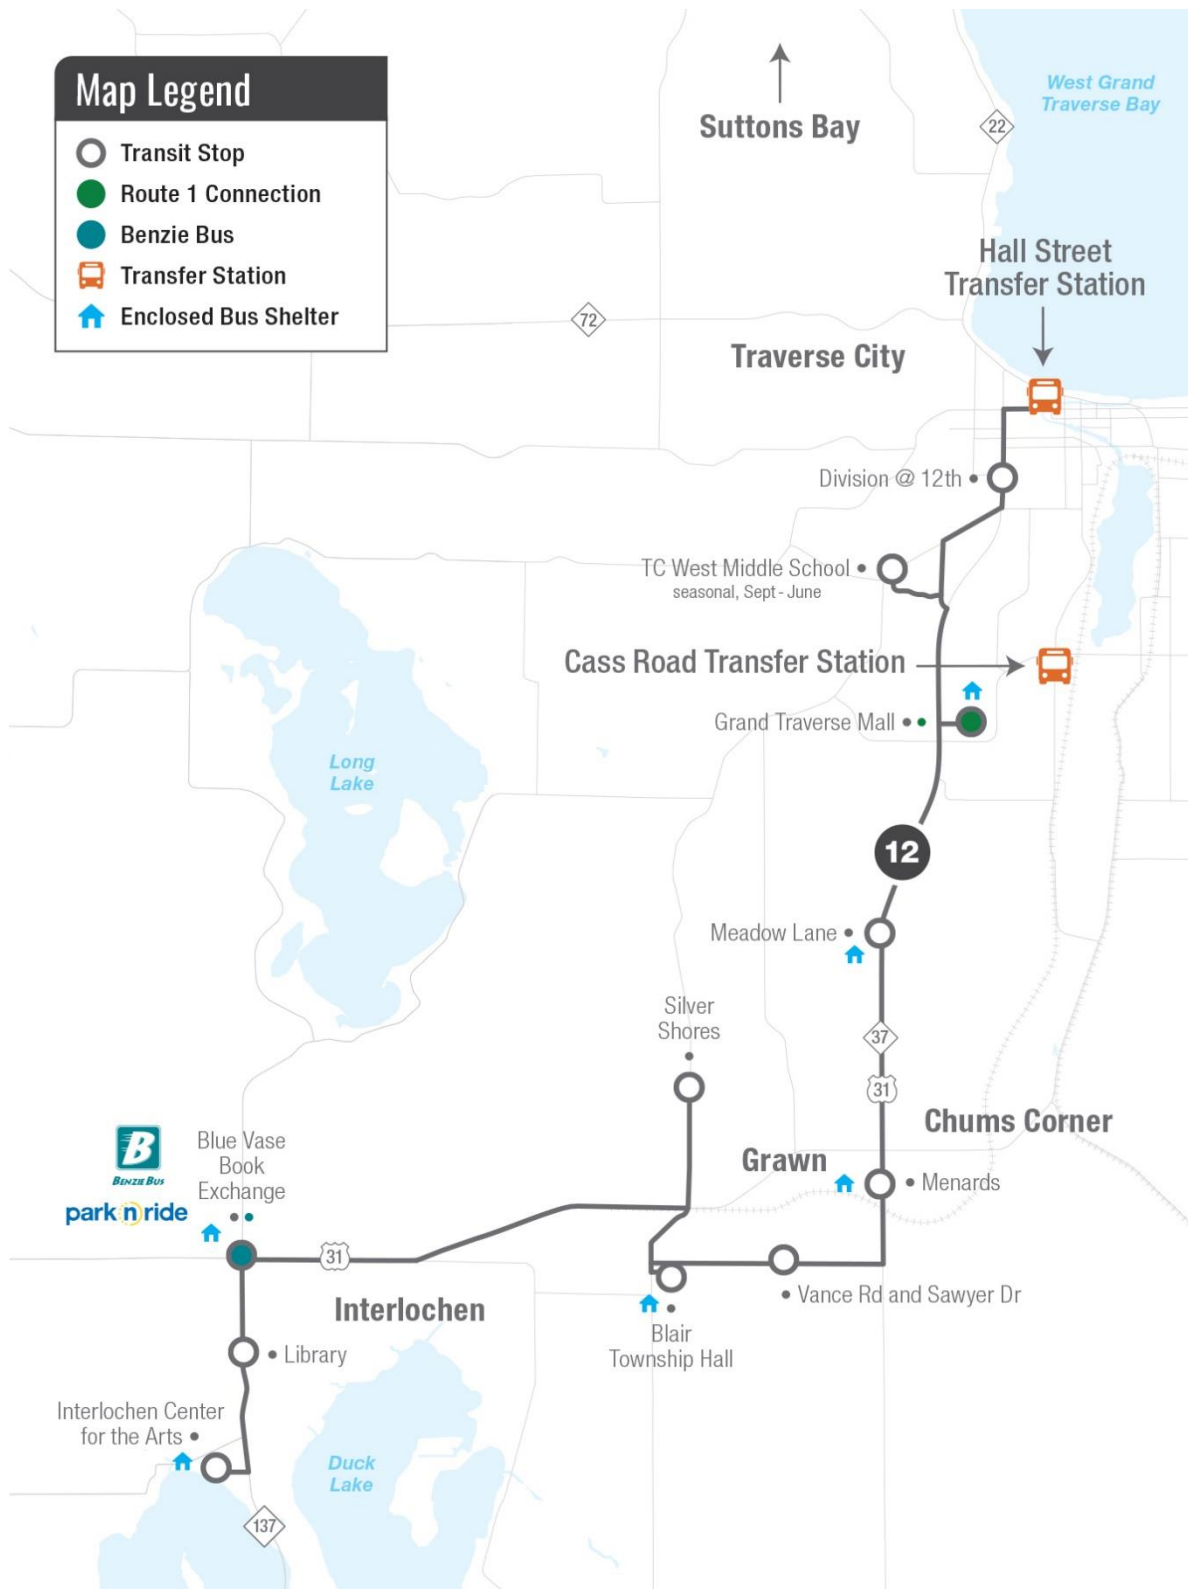 Map Legend
Transit Stop
Route 1 Connection
Benzie Bus
Transfer Station
Enclosed Bus Shelter
Suttons Bay
22
West Grand
Traverse Bay
Hall Street
Transfer Station
72
Traverse City
Division @ 12th
TC West Middle School
seasonal, Sept - June
Cass Road Transfer Station
Grand Traverse Mall
Long
Lake
12
Meadow Lane
Silver
Shores
37
31
Chums Corner
Grawn
Menards
B
BENZIE BUS
park n ride
Blue Vase
Book
Exchange
31
Vance Rd and Sawyer Dr
Interlochen
Blair
Township Hall
Library
Interlochen Center
for the Arts
Duck
Lake
137